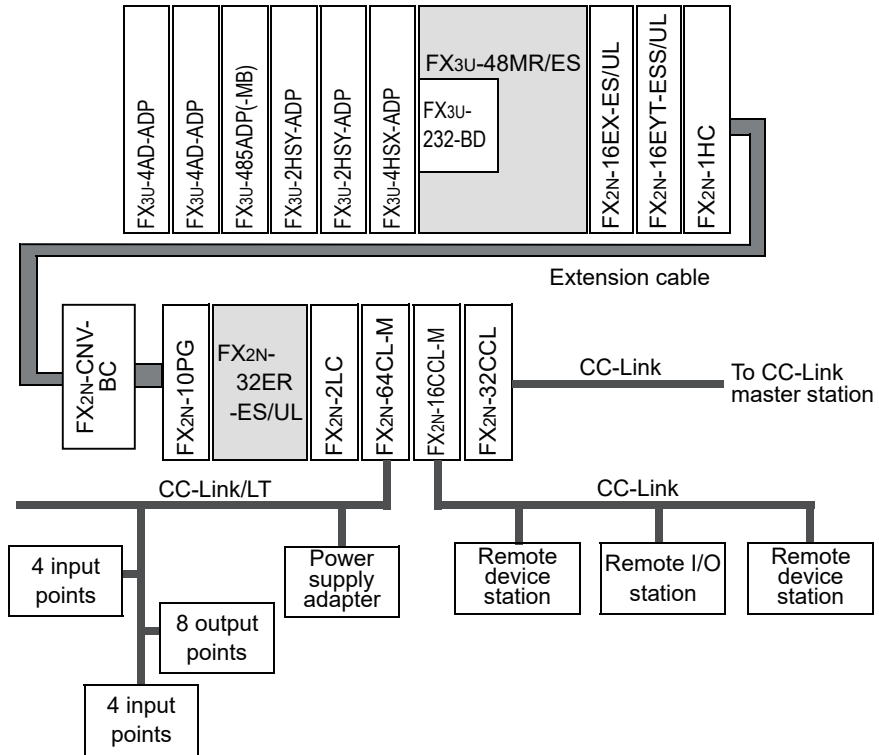 FX3U-4AD-ADP
FX3U-4AD-ADP
FX3U-485ADP(-MB)
FX3U-2HSY-ADP
FX3U-2HSY-ADP
FX3U-4HSX-ADP
FX3U-48MR/ES
FX3U-
232-BD
FX2N-16EX-ES/UL
FX2N-16EYT-ESS/UL
FX2N-1HC
Extension cable
FX2N-CNV-
BC
FX2N-10PG
FX2N-
32ER
-ES/UL
FX2N-2LC
FX2N-64CL-M
FX2N-16CCL-M
FX2N-32CCL
CC-Link
To CC-Link
master station
CC-Link/LT
CC-Link
4 input
points
8 output
points
4 input
points
Power
supply
adapter
Remote
device
station
Remote I/O
station
Remote
device
station